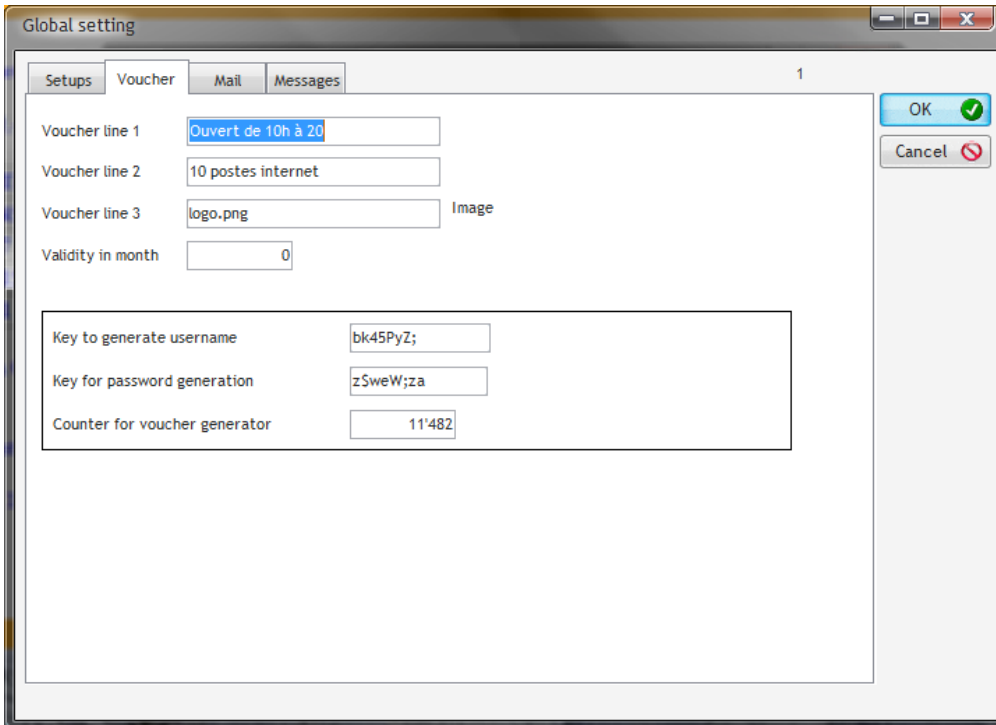 Global setting
Setups Voucher Mail Messages 1
OK
Cancel
Voucher line 1 Ouvert de 10h à 20
Voucher line 2 10 postes internet
Voucher line 3 logo.png Image
Validity in month 0
Key to generate username bk45PyZ;
Key for password generation z$weW;za
Counter for voucher generator 11'482